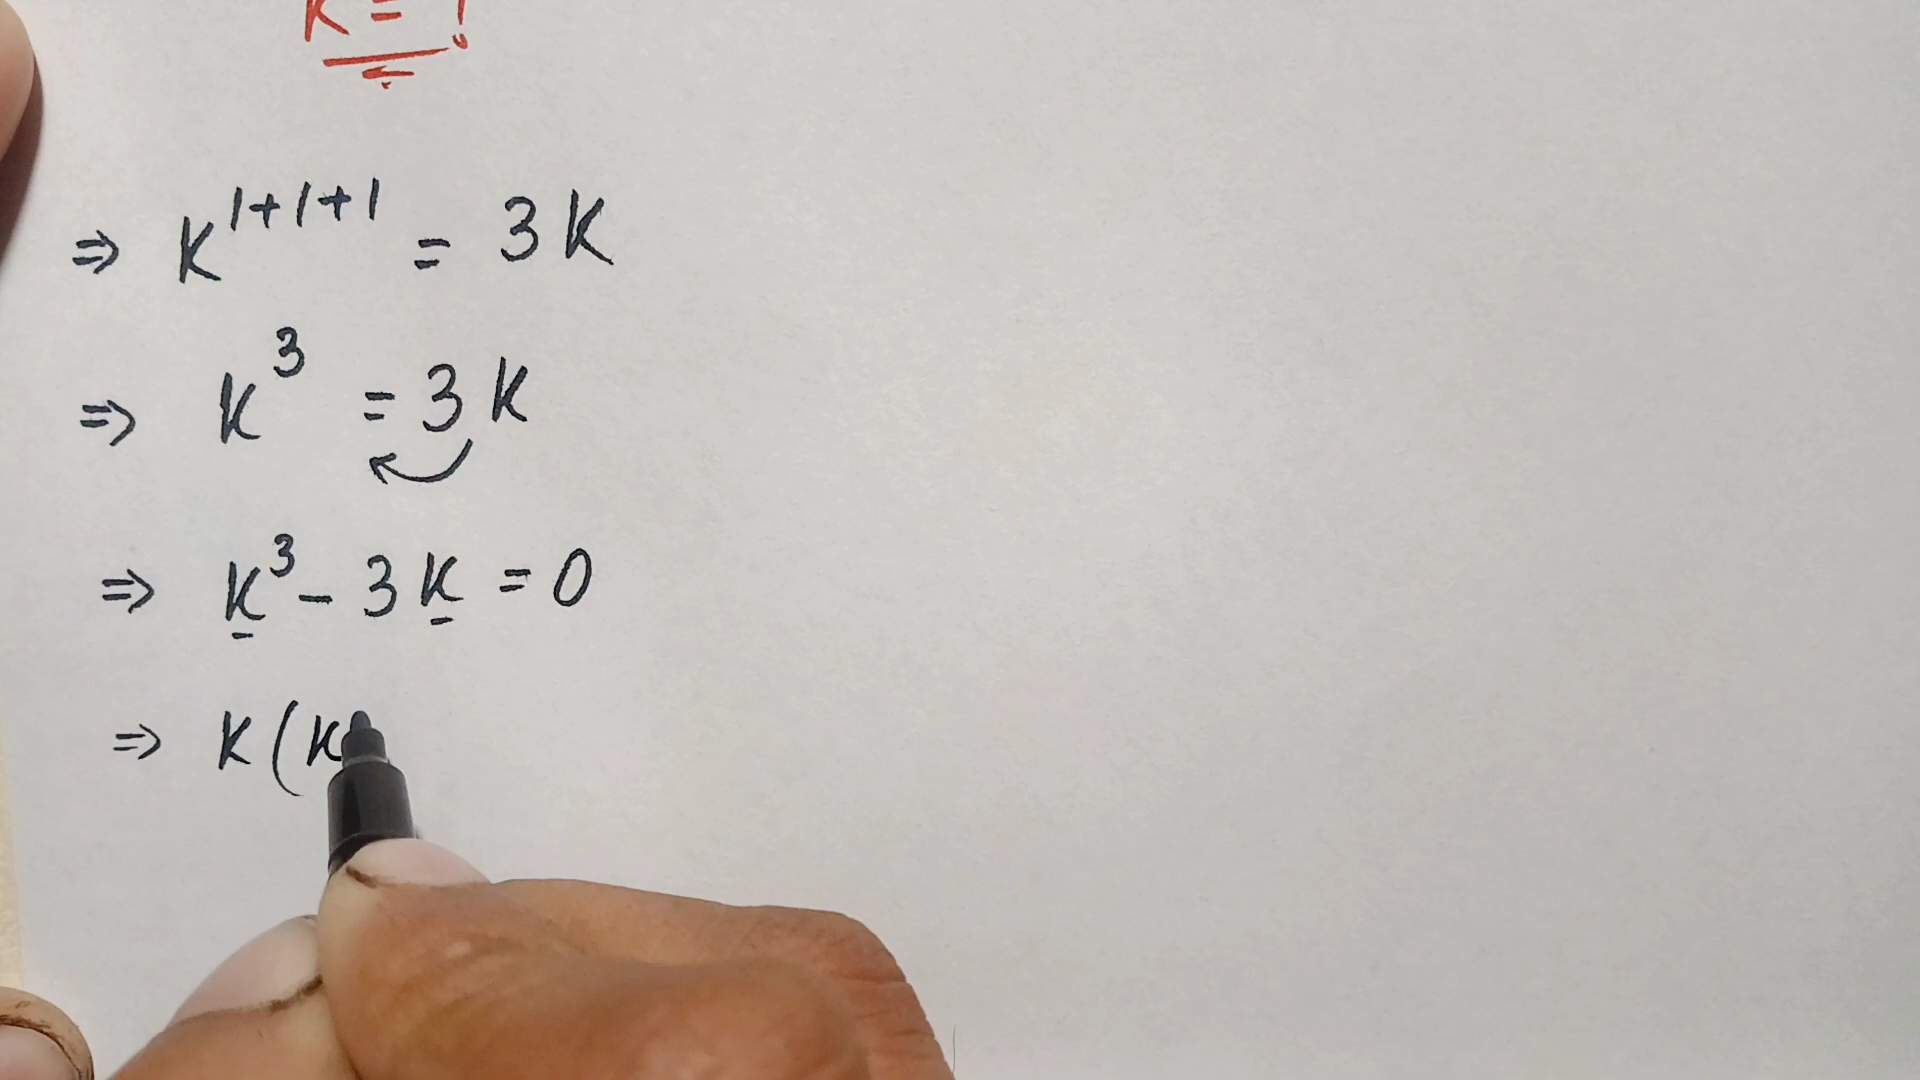 K = ?
⇒ K^{1+1+1} = 3K
⇒ K^3 = 3K
⇒ K^3 - 3K = 0
⇒ K(K